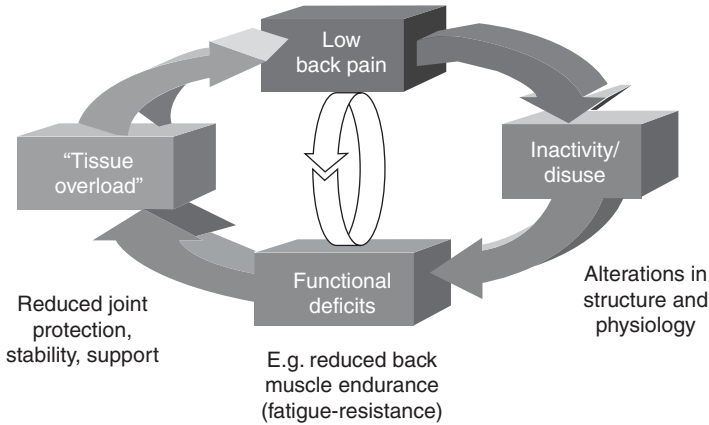 Low
back pain
Inactivity/
disuse
“Tissue
overload”
Functional
deficits
Alterations in
structure and
physiology
Reduced joint
protection,
stability, support
E.g. reduced back
muscle endurance
(fatigue-resistance)